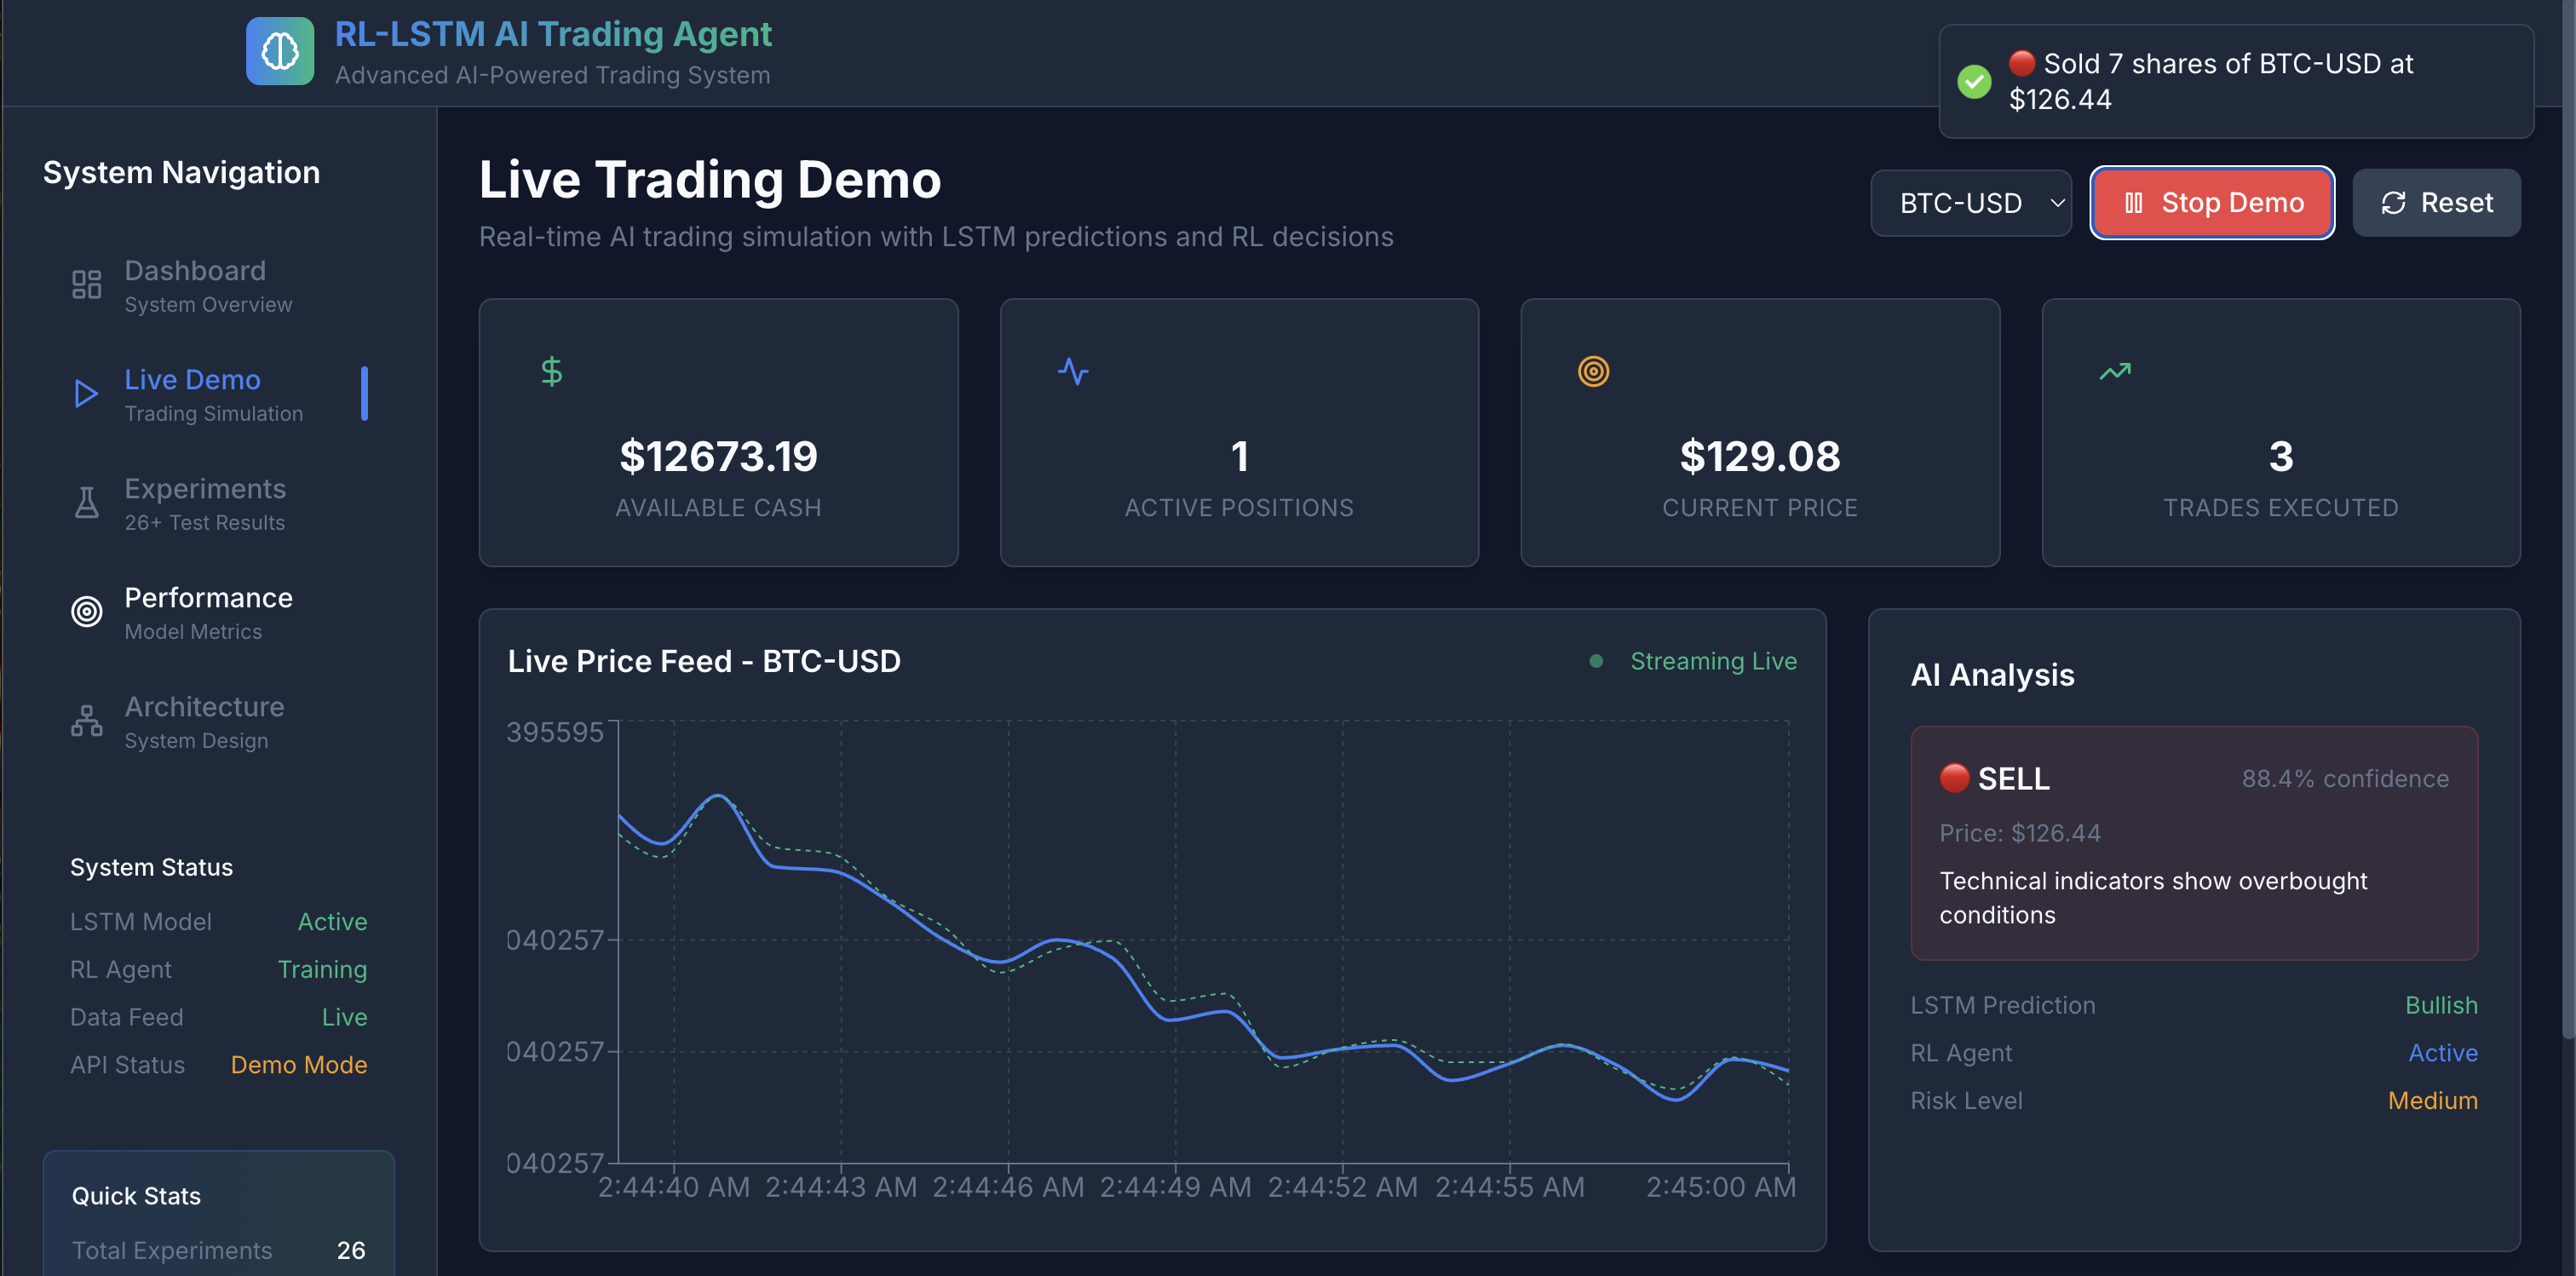 RL-LSTM AI Trading Agent
Advanced AI-Powered Trading System
Sold 7 shares of BTC-USD at
$126.44
System Navigation
Dashboard
System Overview
Live Demo
Trading Simulation
Experiments
26+ Test Results
Performance
Model Metrics
Architecture
System Design
System Status
LSTM Model Active
RL Agent Training
Data Feed Live
API Status Demo Mode
Quick Stats
Total Experiments 26
Live Trading Demo
Real-time AI trading simulation with LSTM predictions and RL decisions
BTC-USD
Stop Demo
Reset
$12673.19
AVAILABLE CASH
1
ACTIVE POSITIONS
$129.08
CURRENT PRICE
3
TRADES EXECUTED
Live Price Feed - BTC-USD
Streaming Live
395595
040257
040257
040257
2:44:40 AM 2:44:43 AM 2:44:46 AM 2:44:49 AM 2:44:52 AM 2:44:55 AM 2:45:00 AM
AI Analysis
SELL 88.4% confidence
Price: $126.44
Technical indicators show overbought
conditions
LSTM Prediction Bullish
RL Agent Active
Risk Level Medium